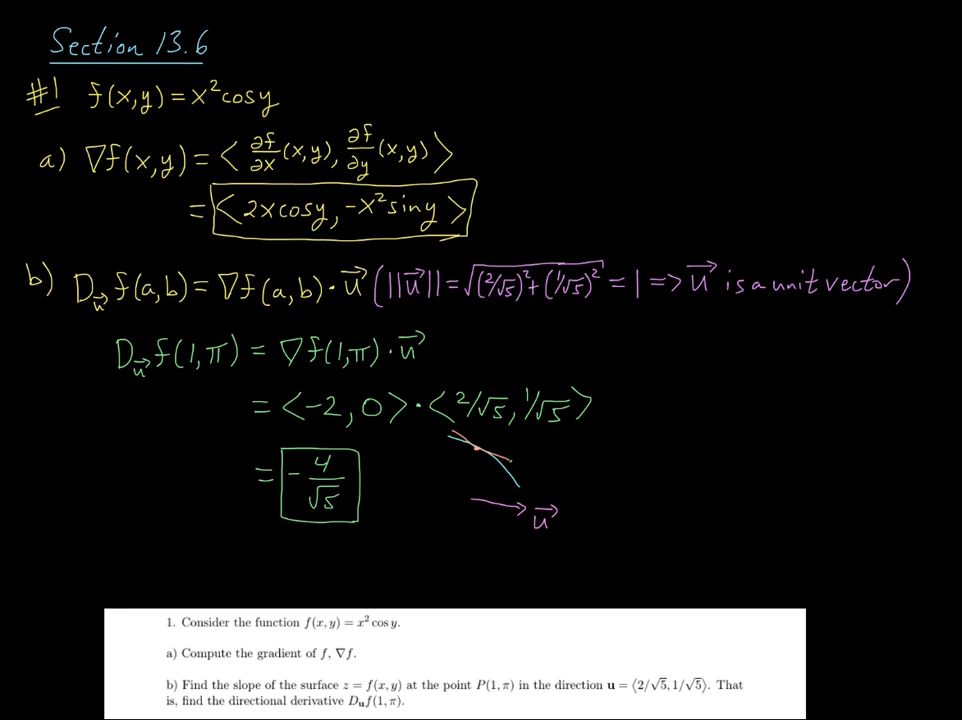 Section 13.6
#1 f(x,y) = x²cosy
a) ∇f(x,y) = < ∂f/∂x (x,y), ∂f/∂y (x,y) >
= < 2xcosy, -x²siny >
b) D_u⃗ f(a,b) = ∇f(a,b) · u⃗ (||u⃗|| = √((2/√5)²+(1/√5)²) = 1 => u⃗ is a unit vector)
D_u⃗ f(1,π) = ∇f(1,π) · u⃗
= < -2, 0 > · < 2/√5, 1/√5 >
= -4/√5
u⃗
1. Consider the function f(x, y) = x² cos y.
a) Compute the gradient of f, ∇f.
b) Find the slope of the surface z = f(x, y) at the point P(1, π) in the direction u = ⟨2/√5, 1/√5⟩. That
is, find the directional derivative D_u f(1, π).